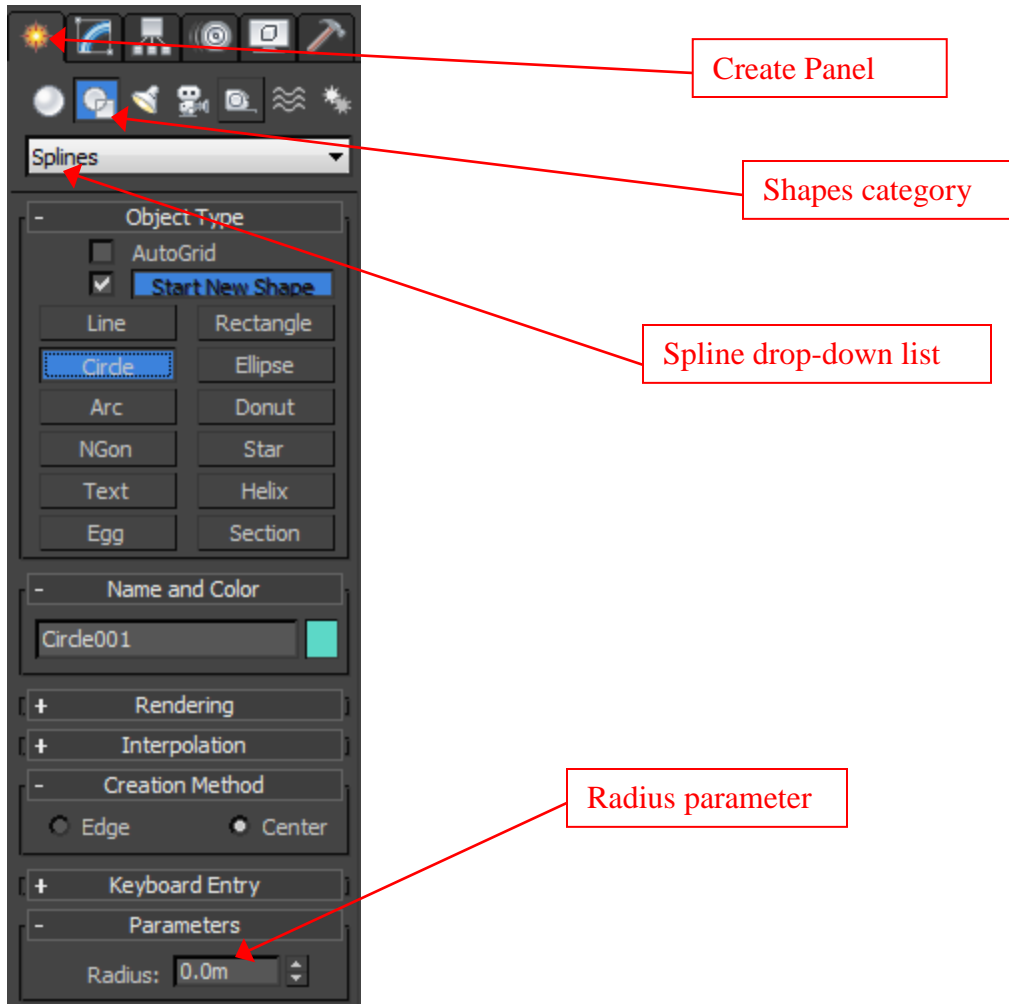 Create Panel
Shapes category
Splines
- Object Type
AutoGrid
Start New Shape
Line Rectangle
Circle Ellipse
Arc Donut
NGon Star
Text Helix
Egg Section
Spline drop-down list
- Name and Color
Circle001
+ Rendering
+ Interpolation
- Creation Method
Edge Center
Radius parameter
+ Keyboard Entry
- Parameters
Radius: 0.0m